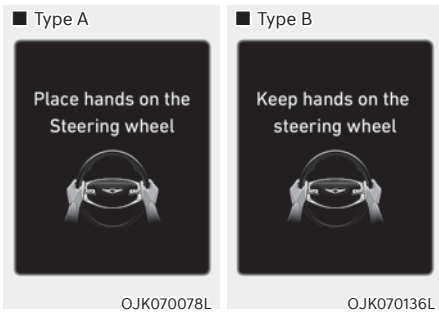 ■ Type A
Place hands on the
Steering wheel
OJK070078L
■ Type B
Keep hands on the
steering wheel
OJK070136L